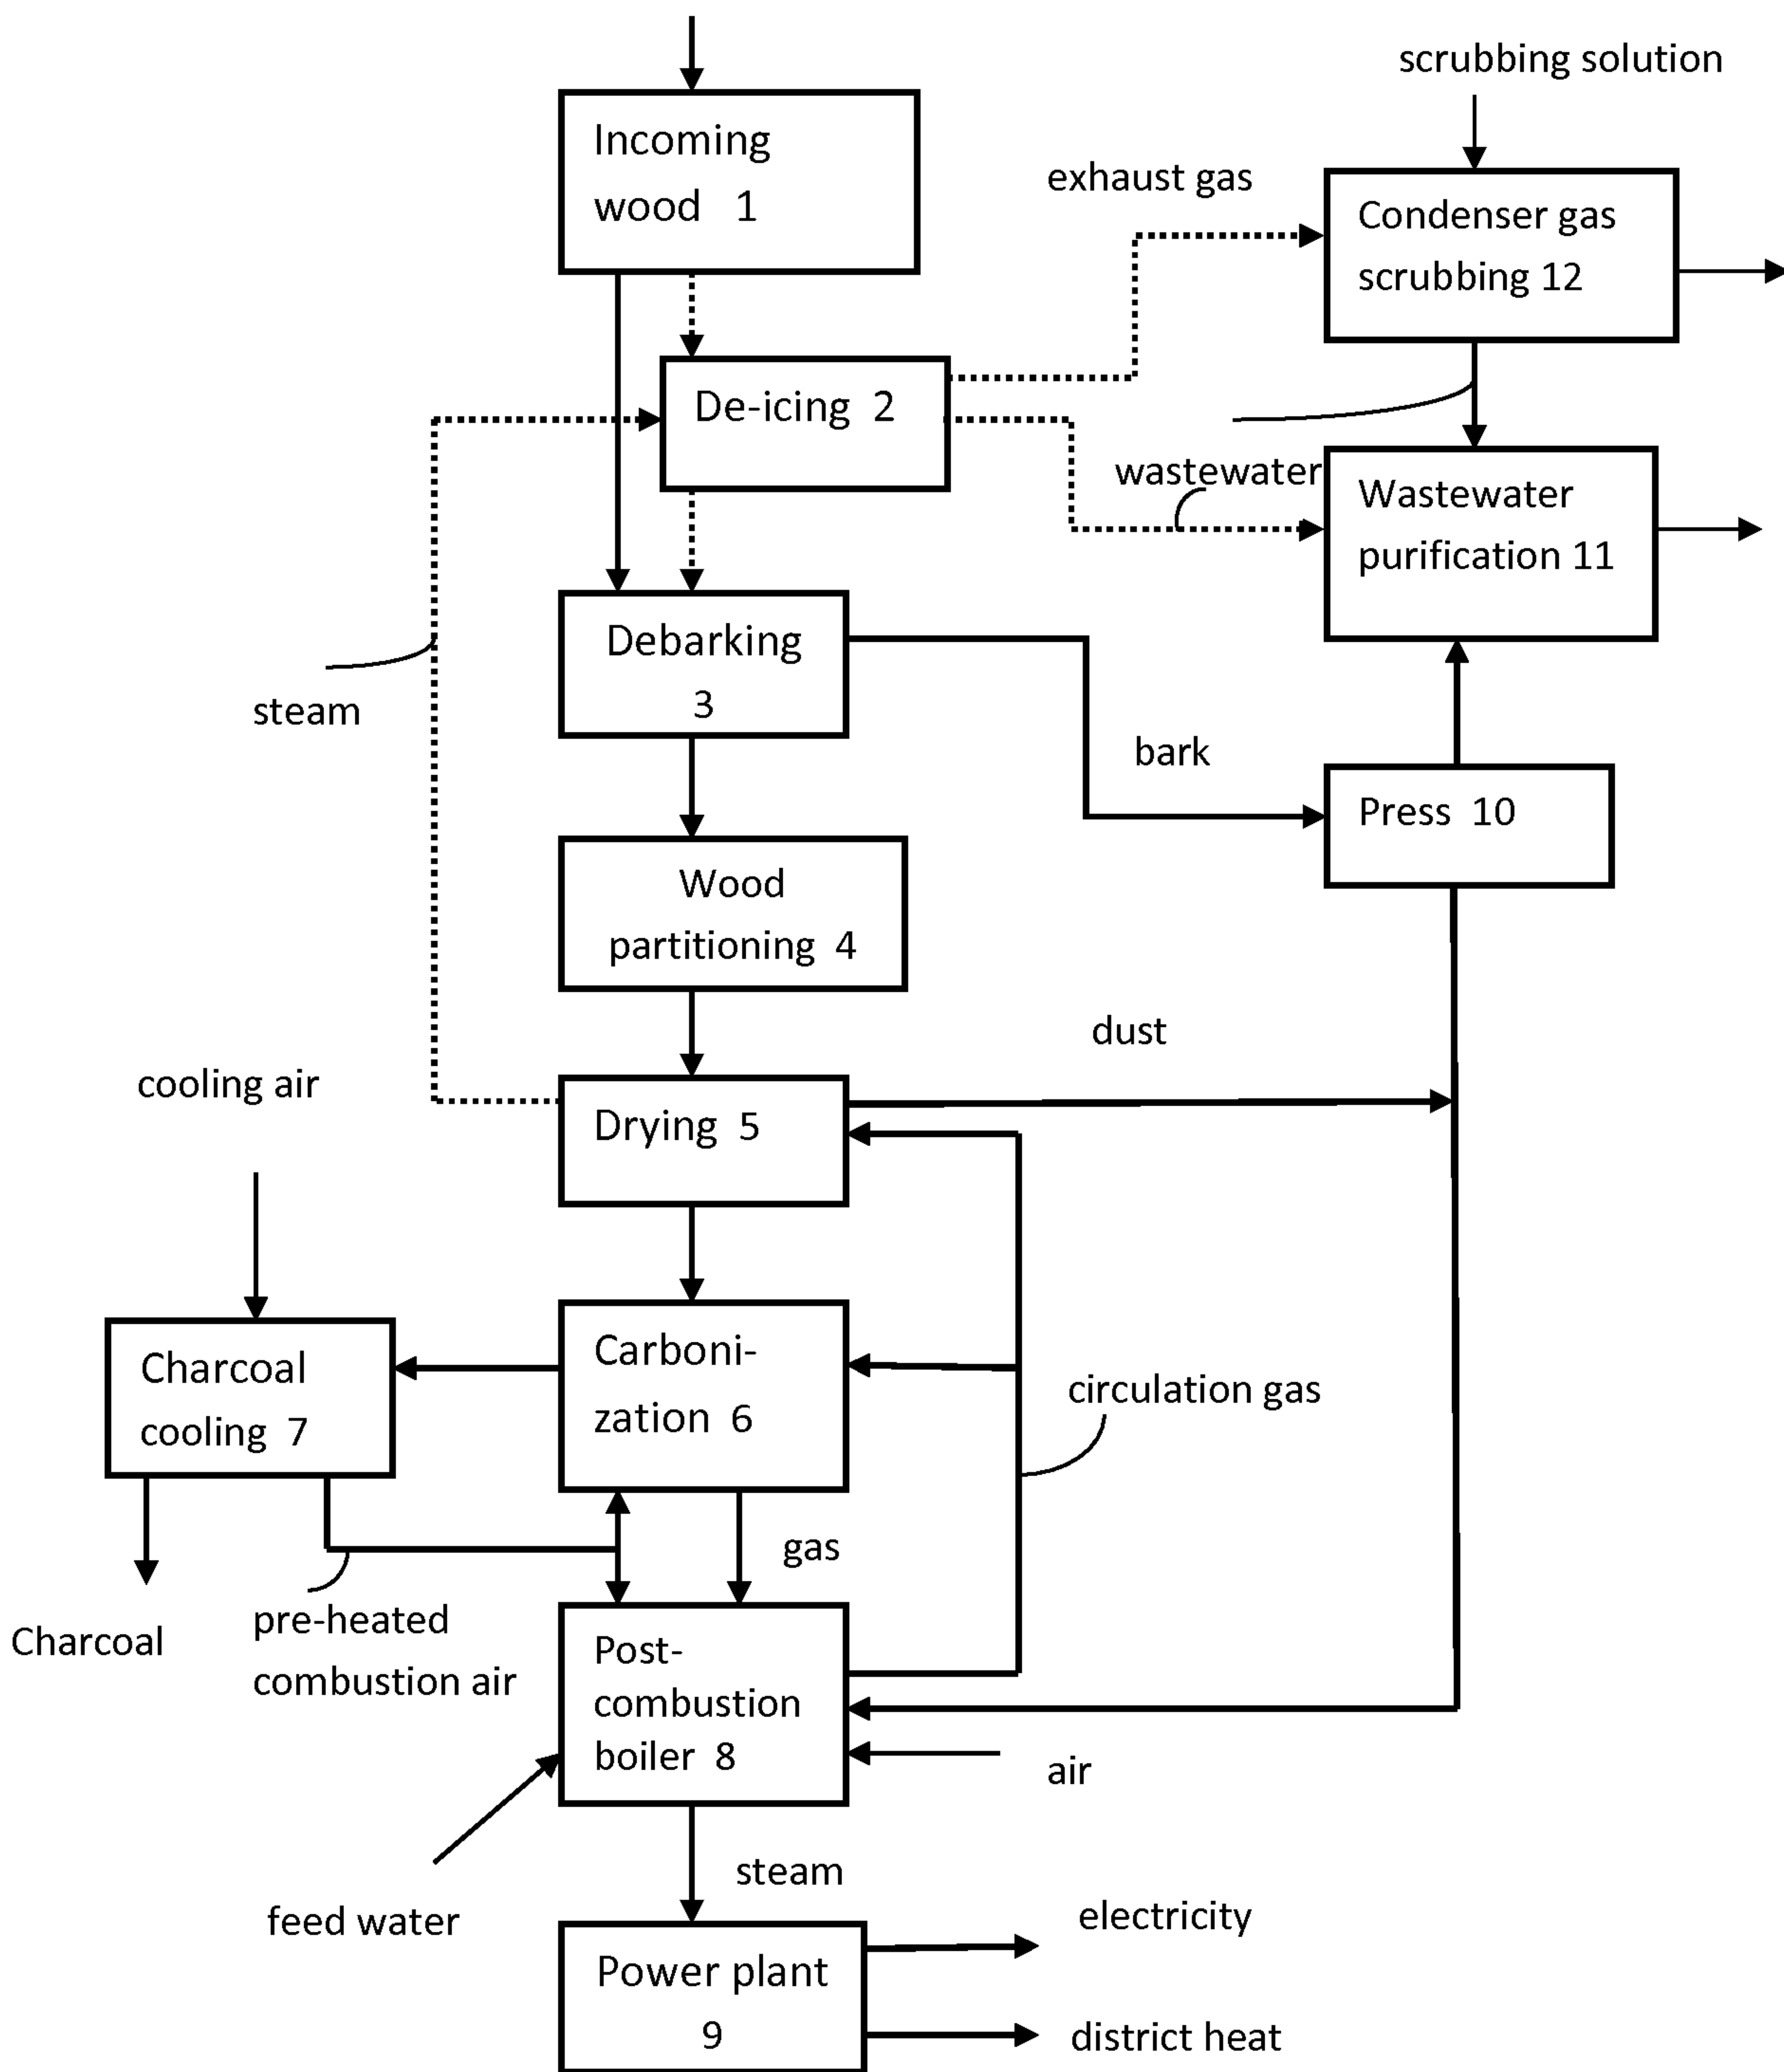 scrubbing solution
Incoming
wood 1
exhaust gas
Condenser gas
scrubbing 12
De-icing 2
wastewater
Wastewater
purification 11
Debarking
3
steam
bark
Press 10
Wood
partitioning 4
dust
cooling air
Drying 5
Charcoal
cooling 7
Carboni-
zation 6
circulation gas
gas
Charcoal
pre-heated
combustion air
Post-
combustion
boiler 8
air
steam
feed water
electricity
Power plant
9
district heat